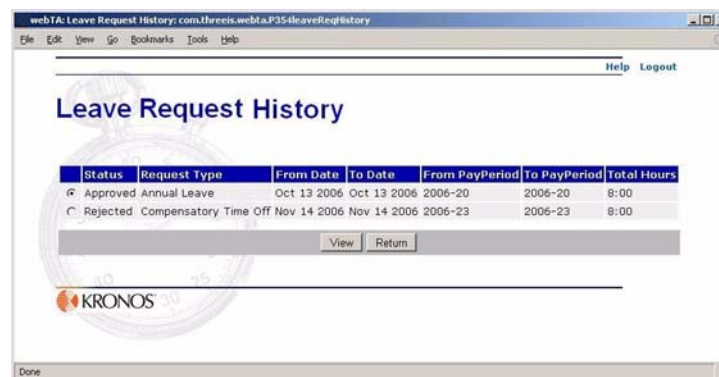 webTA: Leave Request History: com.threeis.webta.P354leaveReqHistory
File Edit View Go Bookmarks Tools Help
Help Logout
Leave Request History
Status Request Type From Date To Date From PayPeriod To PayPeriod Total Hours
Approved Annual Leave Oct 13 2006 Oct 13 2006 2006-20 2006-20 8:00
Rejected Compensatory Time Off Nov 14 2006 Nov 14 2006 2006-23 2006-23 8:00
View Return
40 25
30
KRONOS
Done